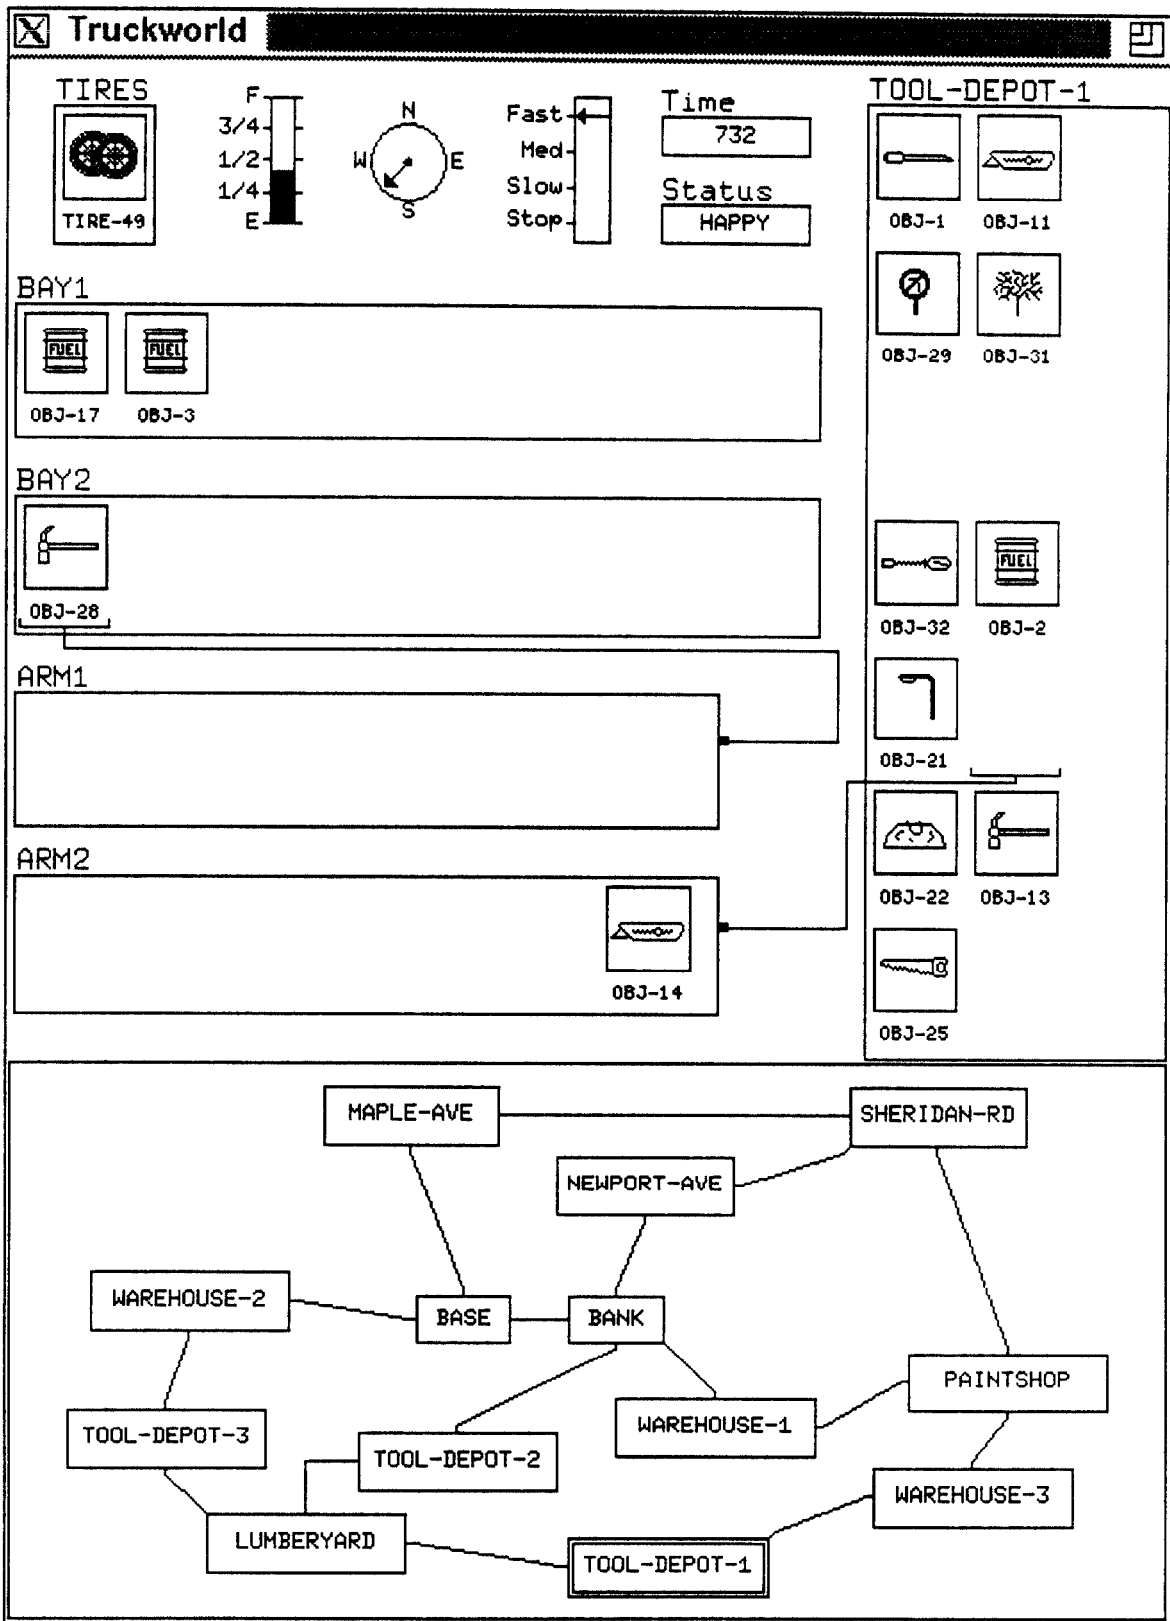 Truckworld
TIRES
TIRE-49
F
3/4
1/2
1/4
E
N
W
E
S
Fast
Med
Slow
Stop
Time
732
Status
HAPPY
TOOL-DEPOT-1
OBJ-1 OBJ-11
OBJ-29 OBJ-31
FUEL
OBJ-32 OBJ-2
OBJ-21
OBJ-22 OBJ-13
OBJ-25
BAY1
FUEL FUEL
OBJ-17 OBJ-3
BAY2
OBJ-28
ARM1
ARM2
OBJ-14
MAPLE-AVE
SHERIDAN-RD
NEWPORT-AVE
WAREHOUSE-2
BASE
BANK
PAINTSHOP
WAREHOUSE-1
TOOL-DEPOT-3
TOOL-DEPOT-2
WAREHOUSE-3
LUMBERYARD
TOOL-DEPOT-1